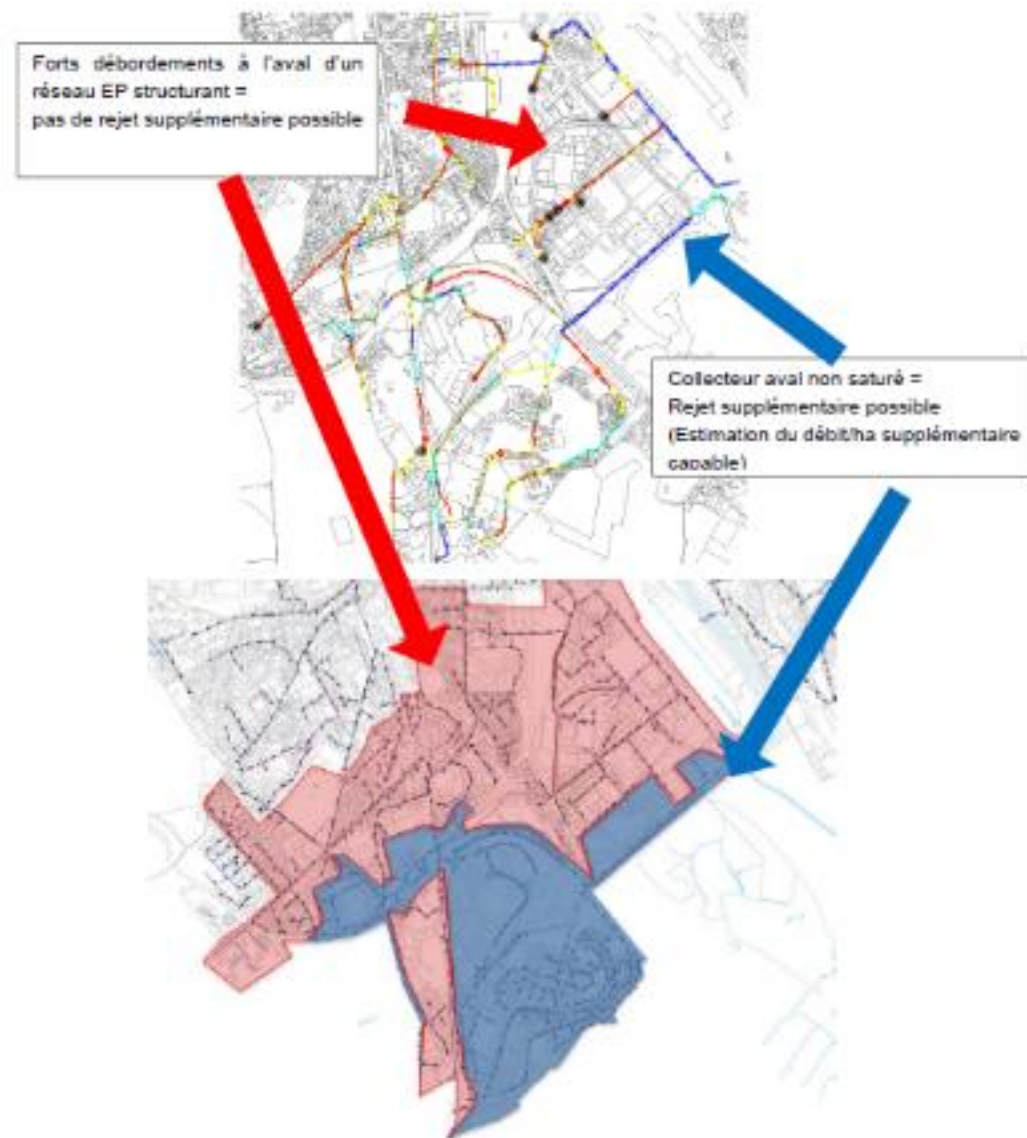 Forts débordements à l'aval d'un
réseau EP structurant =
pas de rejet supplémentaire possible
Collecteur aval non saturé =
Rejet supplémentaire possible
(Estimation du débit/ha supplémentaire
capable)